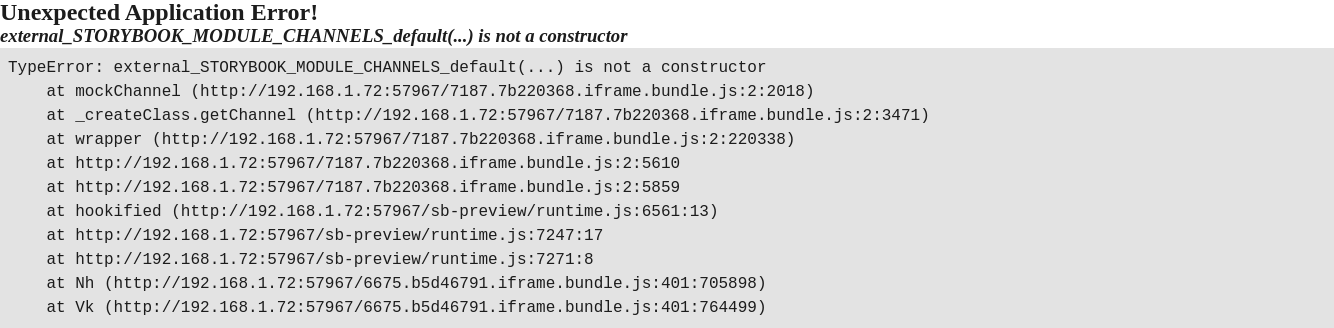 Unexpected Application Error!
external_STORYBOOK_MODULE_CHANNELS_default(...) is not a constructor
TypeError: external_STORYBOOK_MODULE_CHANNELS_default(...) is not a constructor
    at mockChannel (http://192.168.1.72:57967/7187.7b220368.iframe.bundle.js:2:2018)
    at _createClass.getChannel (http://192.168.1.72:57967/7187.7b220368.iframe.bundle.js:2:3471)
    at wrapper (http://192.168.1.72:57967/7187.7b220368.iframe.bundle.js:2:220338)
    at http://192.168.1.72:57967/7187.7b220368.iframe.bundle.js:2:5610
    at http://192.168.1.72:57967/7187.7b220368.iframe.bundle.js:2:5859
    at hookified (http://192.168.1.72:57967/sb-preview/runtime.js:6561:13)
    at http://192.168.1.72:57967/sb-preview/runtime.js:7247:17
    at http://192.168.1.72:57967/sb-preview/runtime.js:7271:8
    at Nh (http://192.168.1.72:57967/6675.b5d46791.iframe.bundle.js:401:705898)
    at Vk (http://192.168.1.72:57967/6675.b5d46791.iframe.bundle.js:401:764499)